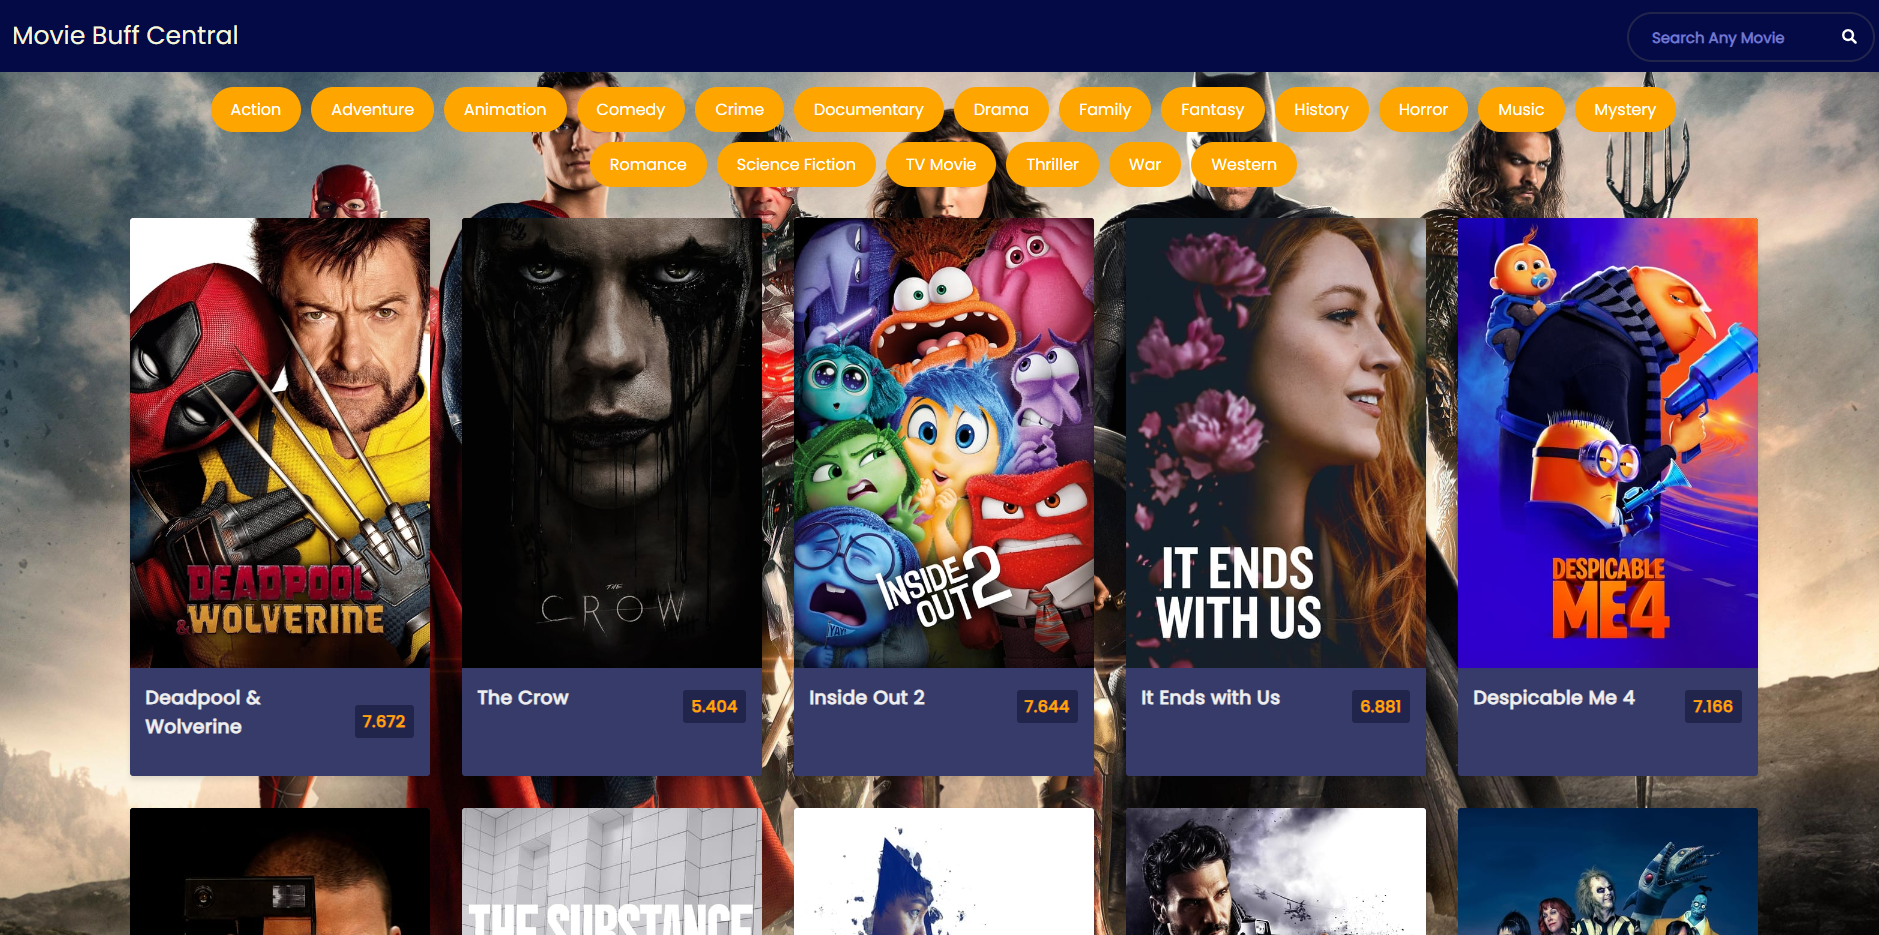 Movie Buff Central
Search Any Movie
Action Adventure Animation Comedy Crime Documentary Drama Family Fantasy History Horror Music Mystery
Romance Science Fiction TV Movie Thriller War Western
DEADPOOL
& WOLVERINE
THE
CROW
INSIDE
OUT 2
YAY!
IT ENDS
WITH US
DESPICABLE
ME 4
Deadpool &
Wolverine
7.672
The Crow
5.404
Inside Out 2
7.644
It Ends with Us
6.881
Despicable Me 4
7.166
THE SUBSTANCE